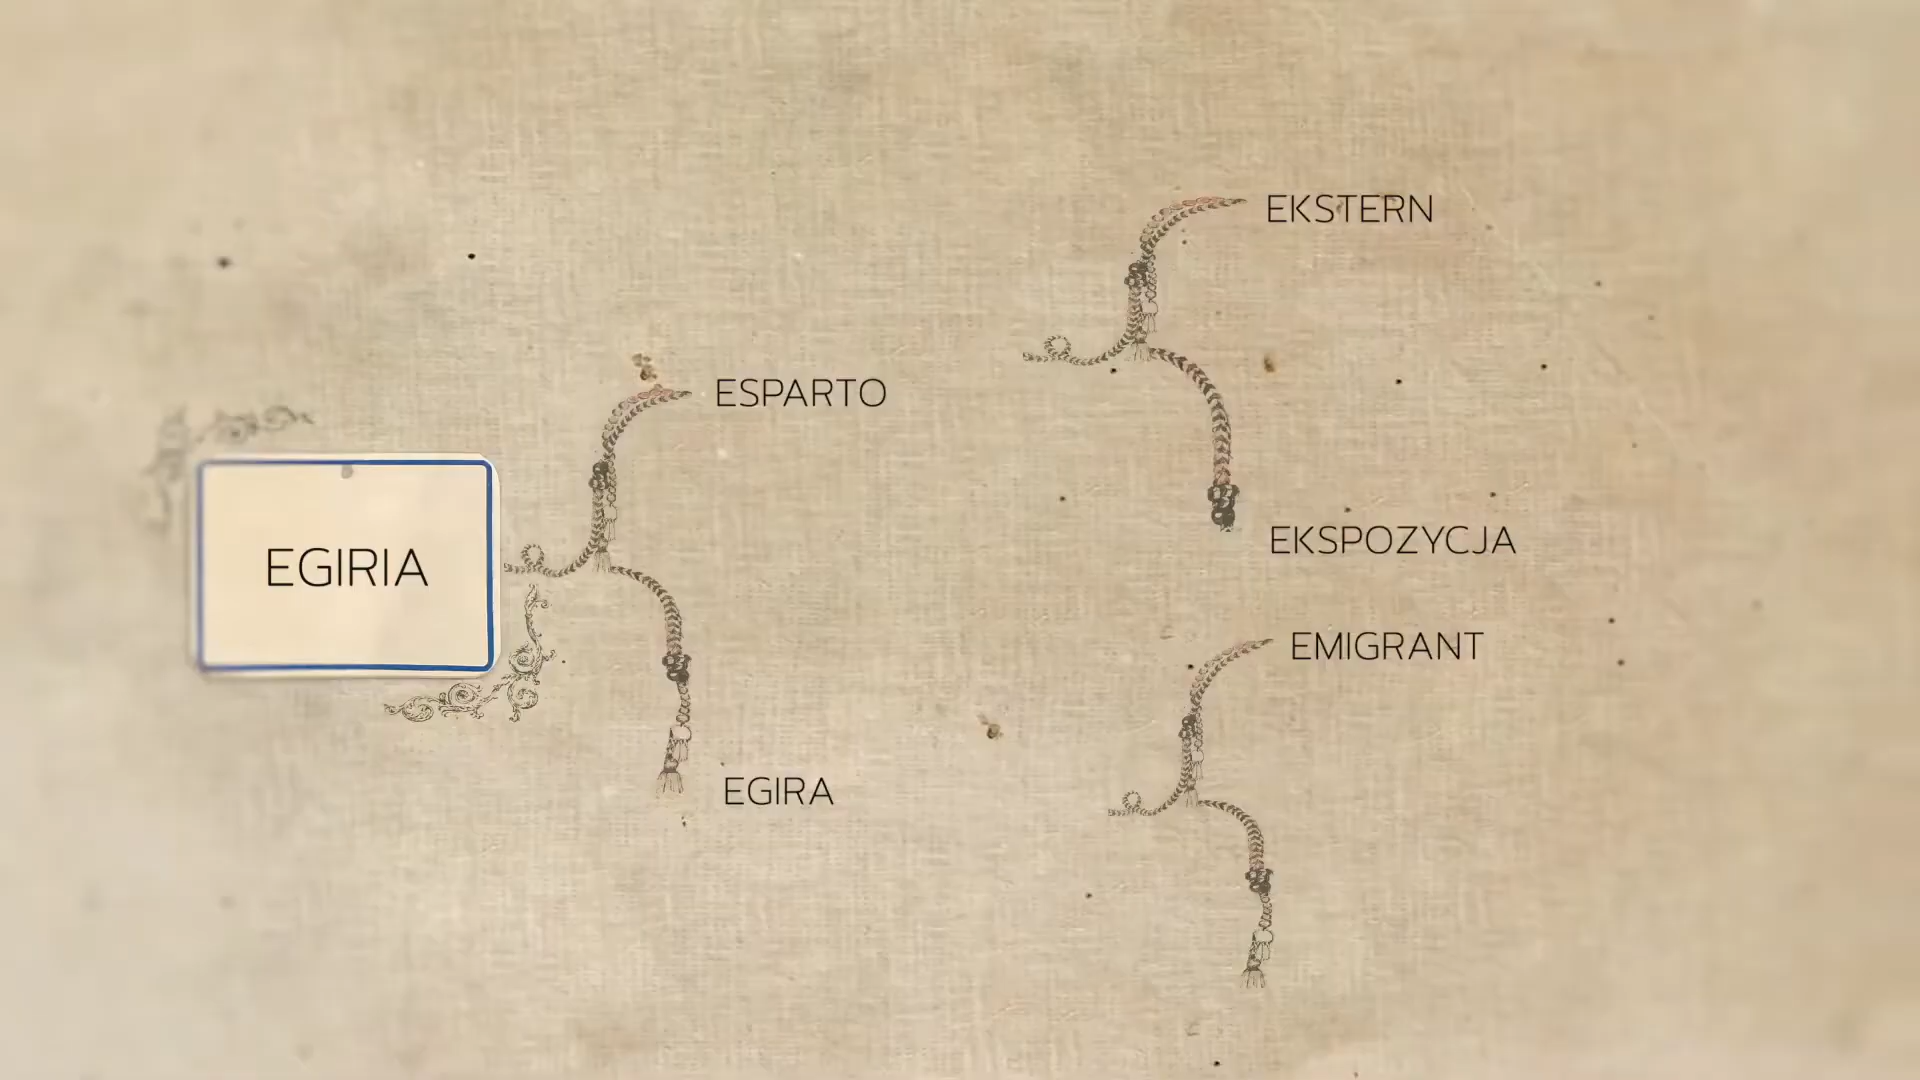 EGIRIA
ESPARTO
EGIRA
EKSTERN
EKSPOZYCJA
EMIGRANT